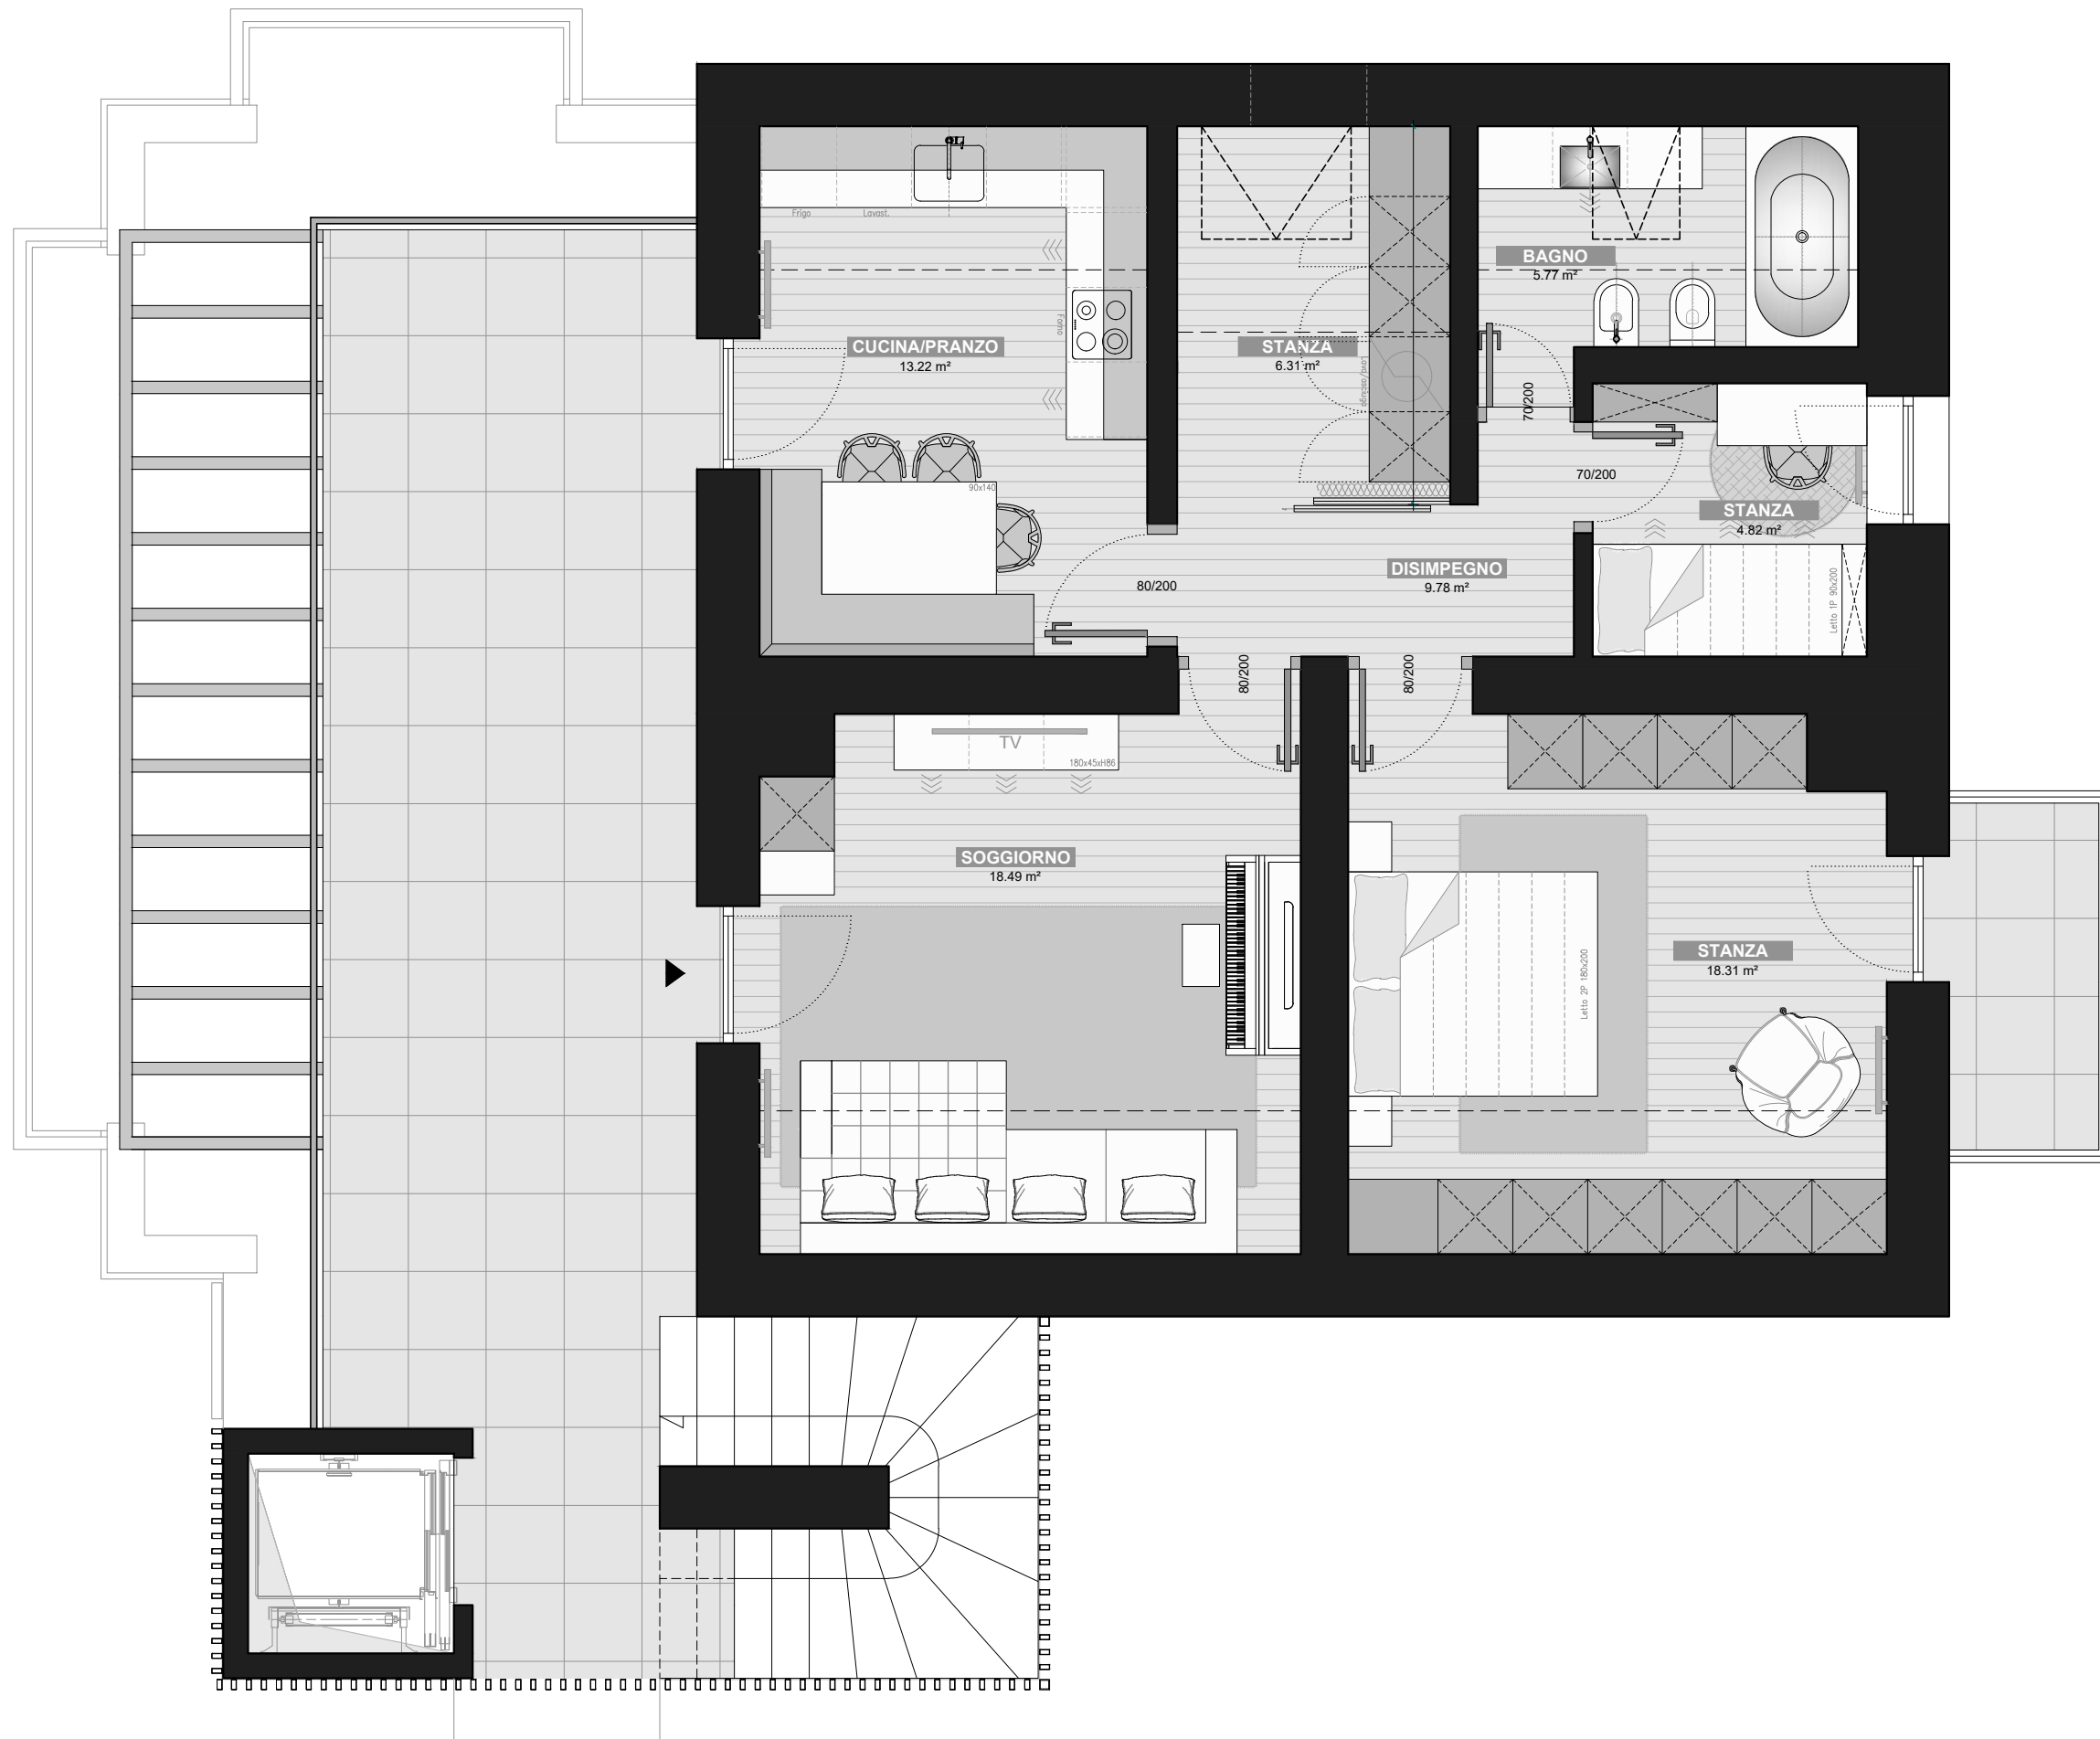 Frigo
Lavast.
Forno
CUCINA/PRANZO
13.22 m²
90x140
STANZA
6.31 m²
Lava/asciuga
BAGNO
5.77 m²
70/200
70/200
STANZA
4.82 m²
Letto 1P 90x200
DISIMPEGNO
9.78 m²
80/200
80/200
80/200
TV
180x45xH86
SOGGIORNO
18.49 m²
STANZA
18.31 m²
Letto 2P 180x200